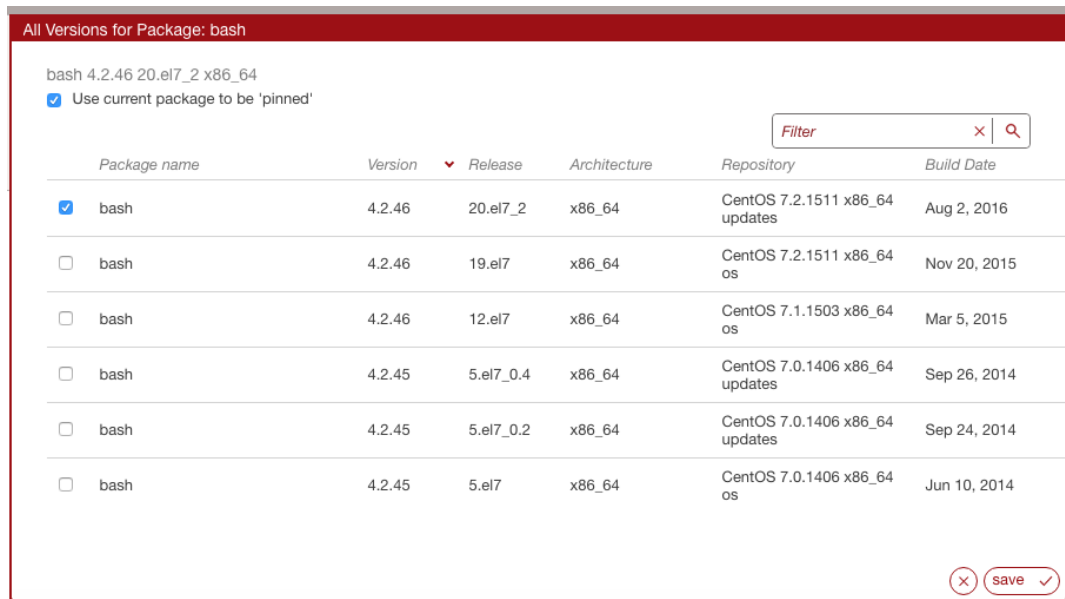 All Versions for Package: bash
bash 4.2.46 20.el7_2 x86_64
Use current package to be 'pinned'
Filter
Package name Version Release Architecture Repository Build Date
bash 4.2.46 20.el7_2 x86_64 CentOS 7.2.1511 x86_64 updates Aug 2, 2016
bash 4.2.46 19.el7 x86_64 CentOS 7.2.1511 x86_64 os Nov 20, 2015
bash 4.2.46 12.el7 x86_64 CentOS 7.1.1503 x86_64 os Mar 5, 2015
bash 4.2.45 5.el7_0.4 x86_64 CentOS 7.0.1406 x86_64 updates Sep 26, 2014
bash 4.2.45 5.el7_0.2 x86_64 CentOS 7.0.1406 x86_64 updates Sep 24, 2014
bash 4.2.45 5.el7 x86_64 CentOS 7.0.1406 x86_64 os Jun 10, 2014
save